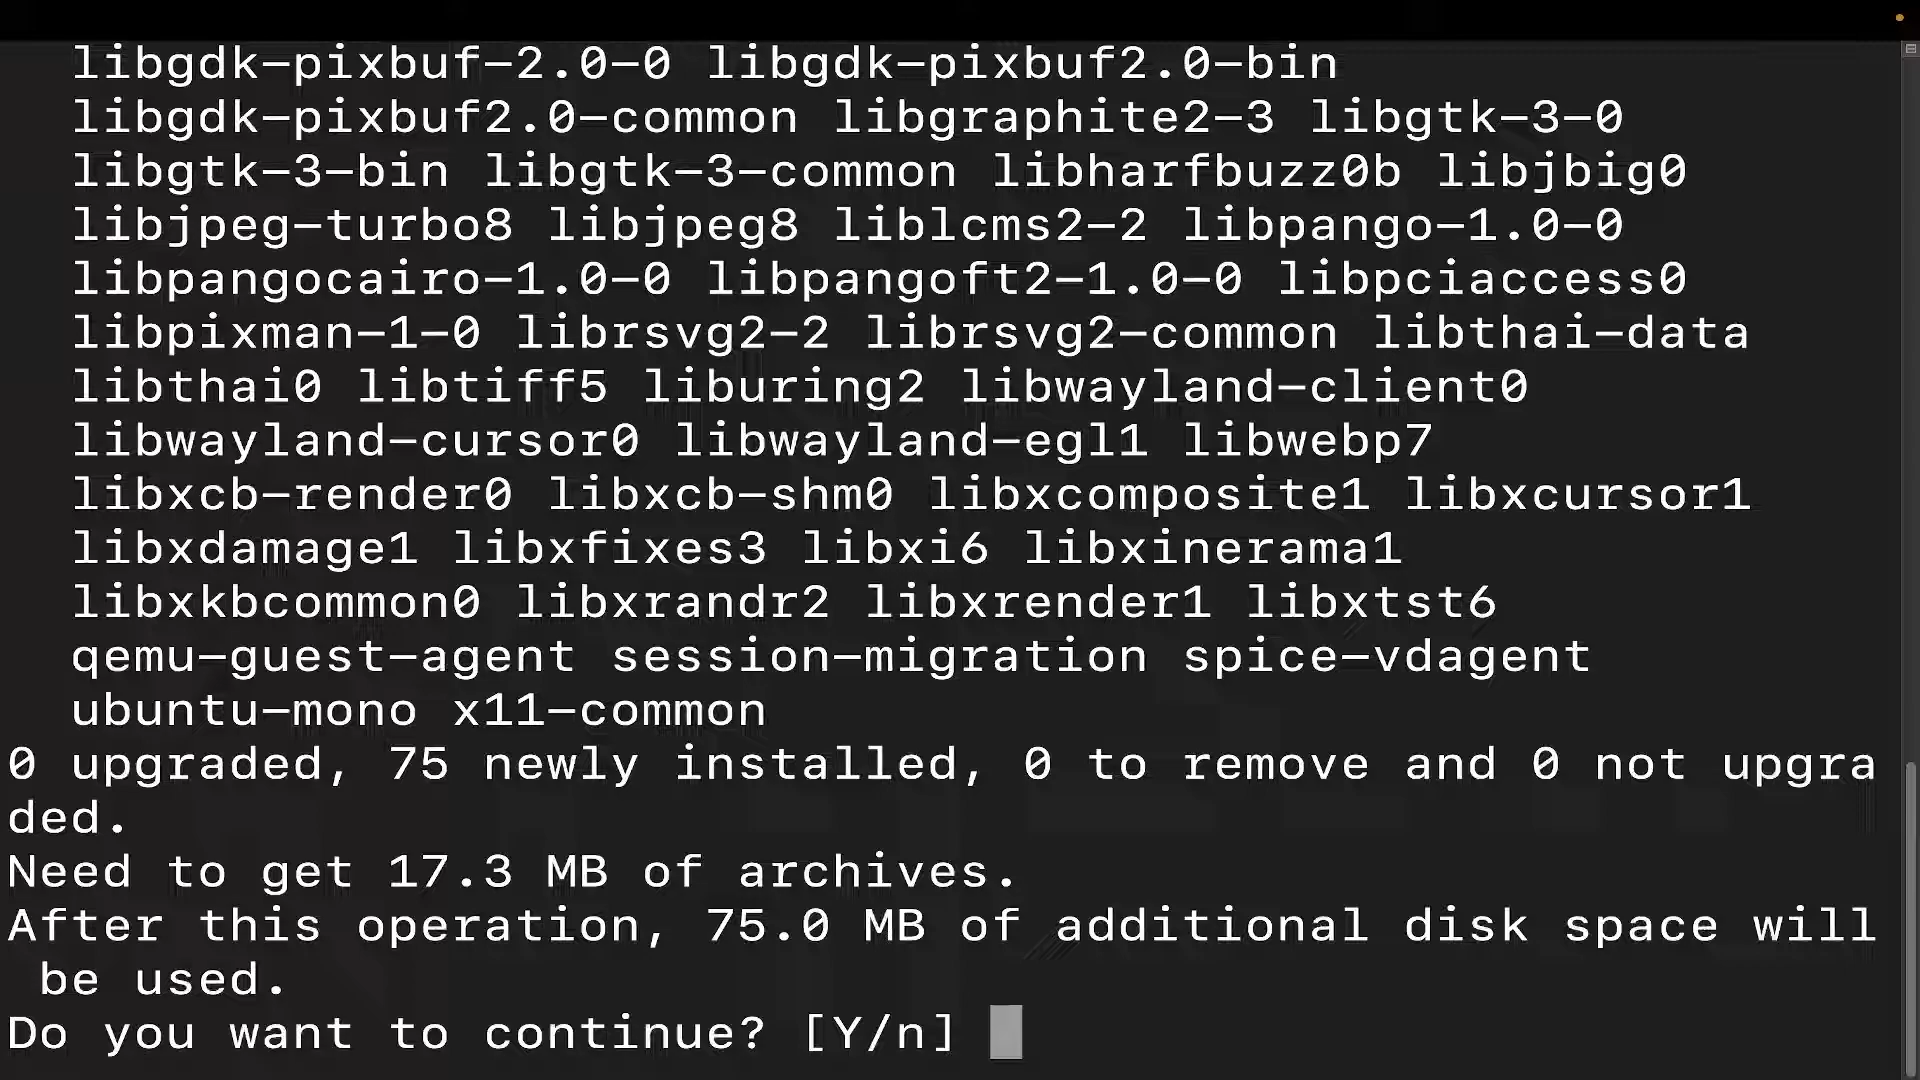 libgdk-pixbuf-2.0-0 libgdk-pixbuf2.0-bin
libgdk-pixbuf2.0-common libgraphite2-3 libgtk-3-0
libgtk-3-bin libgtk-3-common libharfbuzz0b libjbig0
libjpeg-turbo8 libjpeg8 liblcms2-2 libpango-1.0-0
libpangocairo-1.0-0 libpangoft2-1.0-0 libpciaccess0
libpixman-1-0 librsvg2-2 librsvg2-common libthai-data
libthai0 libtiff5 liburing2 libwayland-client0
libwayland-cursor0 libwayland-egl1 libwebp7
libxcb-render0 libxcb-shm0 libxcomposite1 libxcursor1
libxdamage1 libxfixes3 libxi6 libxinerama1
libxkbcommon0 libxrandr2 libxrender1 libxtst6
qemu-guest-agent session-migration spice-vdagent
ubuntu-mono x11-common
0 upgraded, 75 newly installed, 0 to remove and 0 not upgra
ded.
Need to get 17.3 MB of archives.
After this operation, 75.0 MB of additional disk space will
be used.
Do you want to continue? [Y/n]